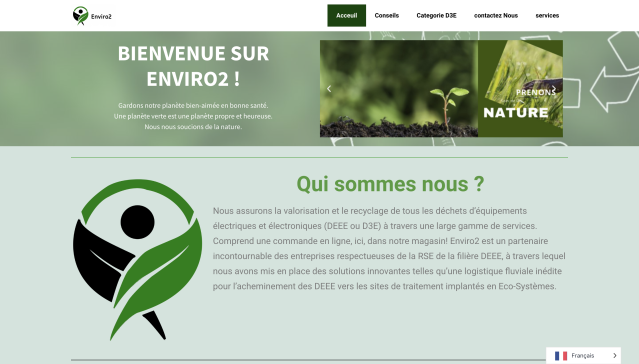 Enviro2
Acceuil Conseils Categorie D3E contactez Nous services
BIENVENUE SUR
ENVIRO2 !
Gardons notre planète bien-aimée en bonne santé.
Une planète verte est une planète propre et heureuse.
Nous nous soucions de la nature.
PRENONS
NATURE
Qui sommes nous ?
Nous assurons la valorisation et le recyclage de tous les déchets d'équipements
électriques et électroniques (DEEE ou D3E) à travers une large gamme de services.
Comprend une commande en ligne, ici, dans notre magasin! Enviro2 est un partenaire
incontournable des entreprises respectueuses de la RSE de la filière DEEE, à travers lequel
nous avons mis en place des solutions innovantes telles qu'une logistique fluviale inédite
pour l'acheminement des DEEE vers les sites de traitement implantés en Eco-Systèmes.
Français